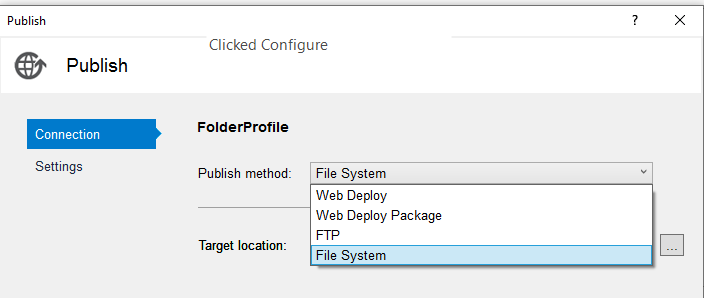 Publish
?
Clicked Configure
Publish
Connection
FolderProfile
Settings
Publish method:
File System
Web Deploy
Web Deploy Package
FTP
Target location:
...
File System